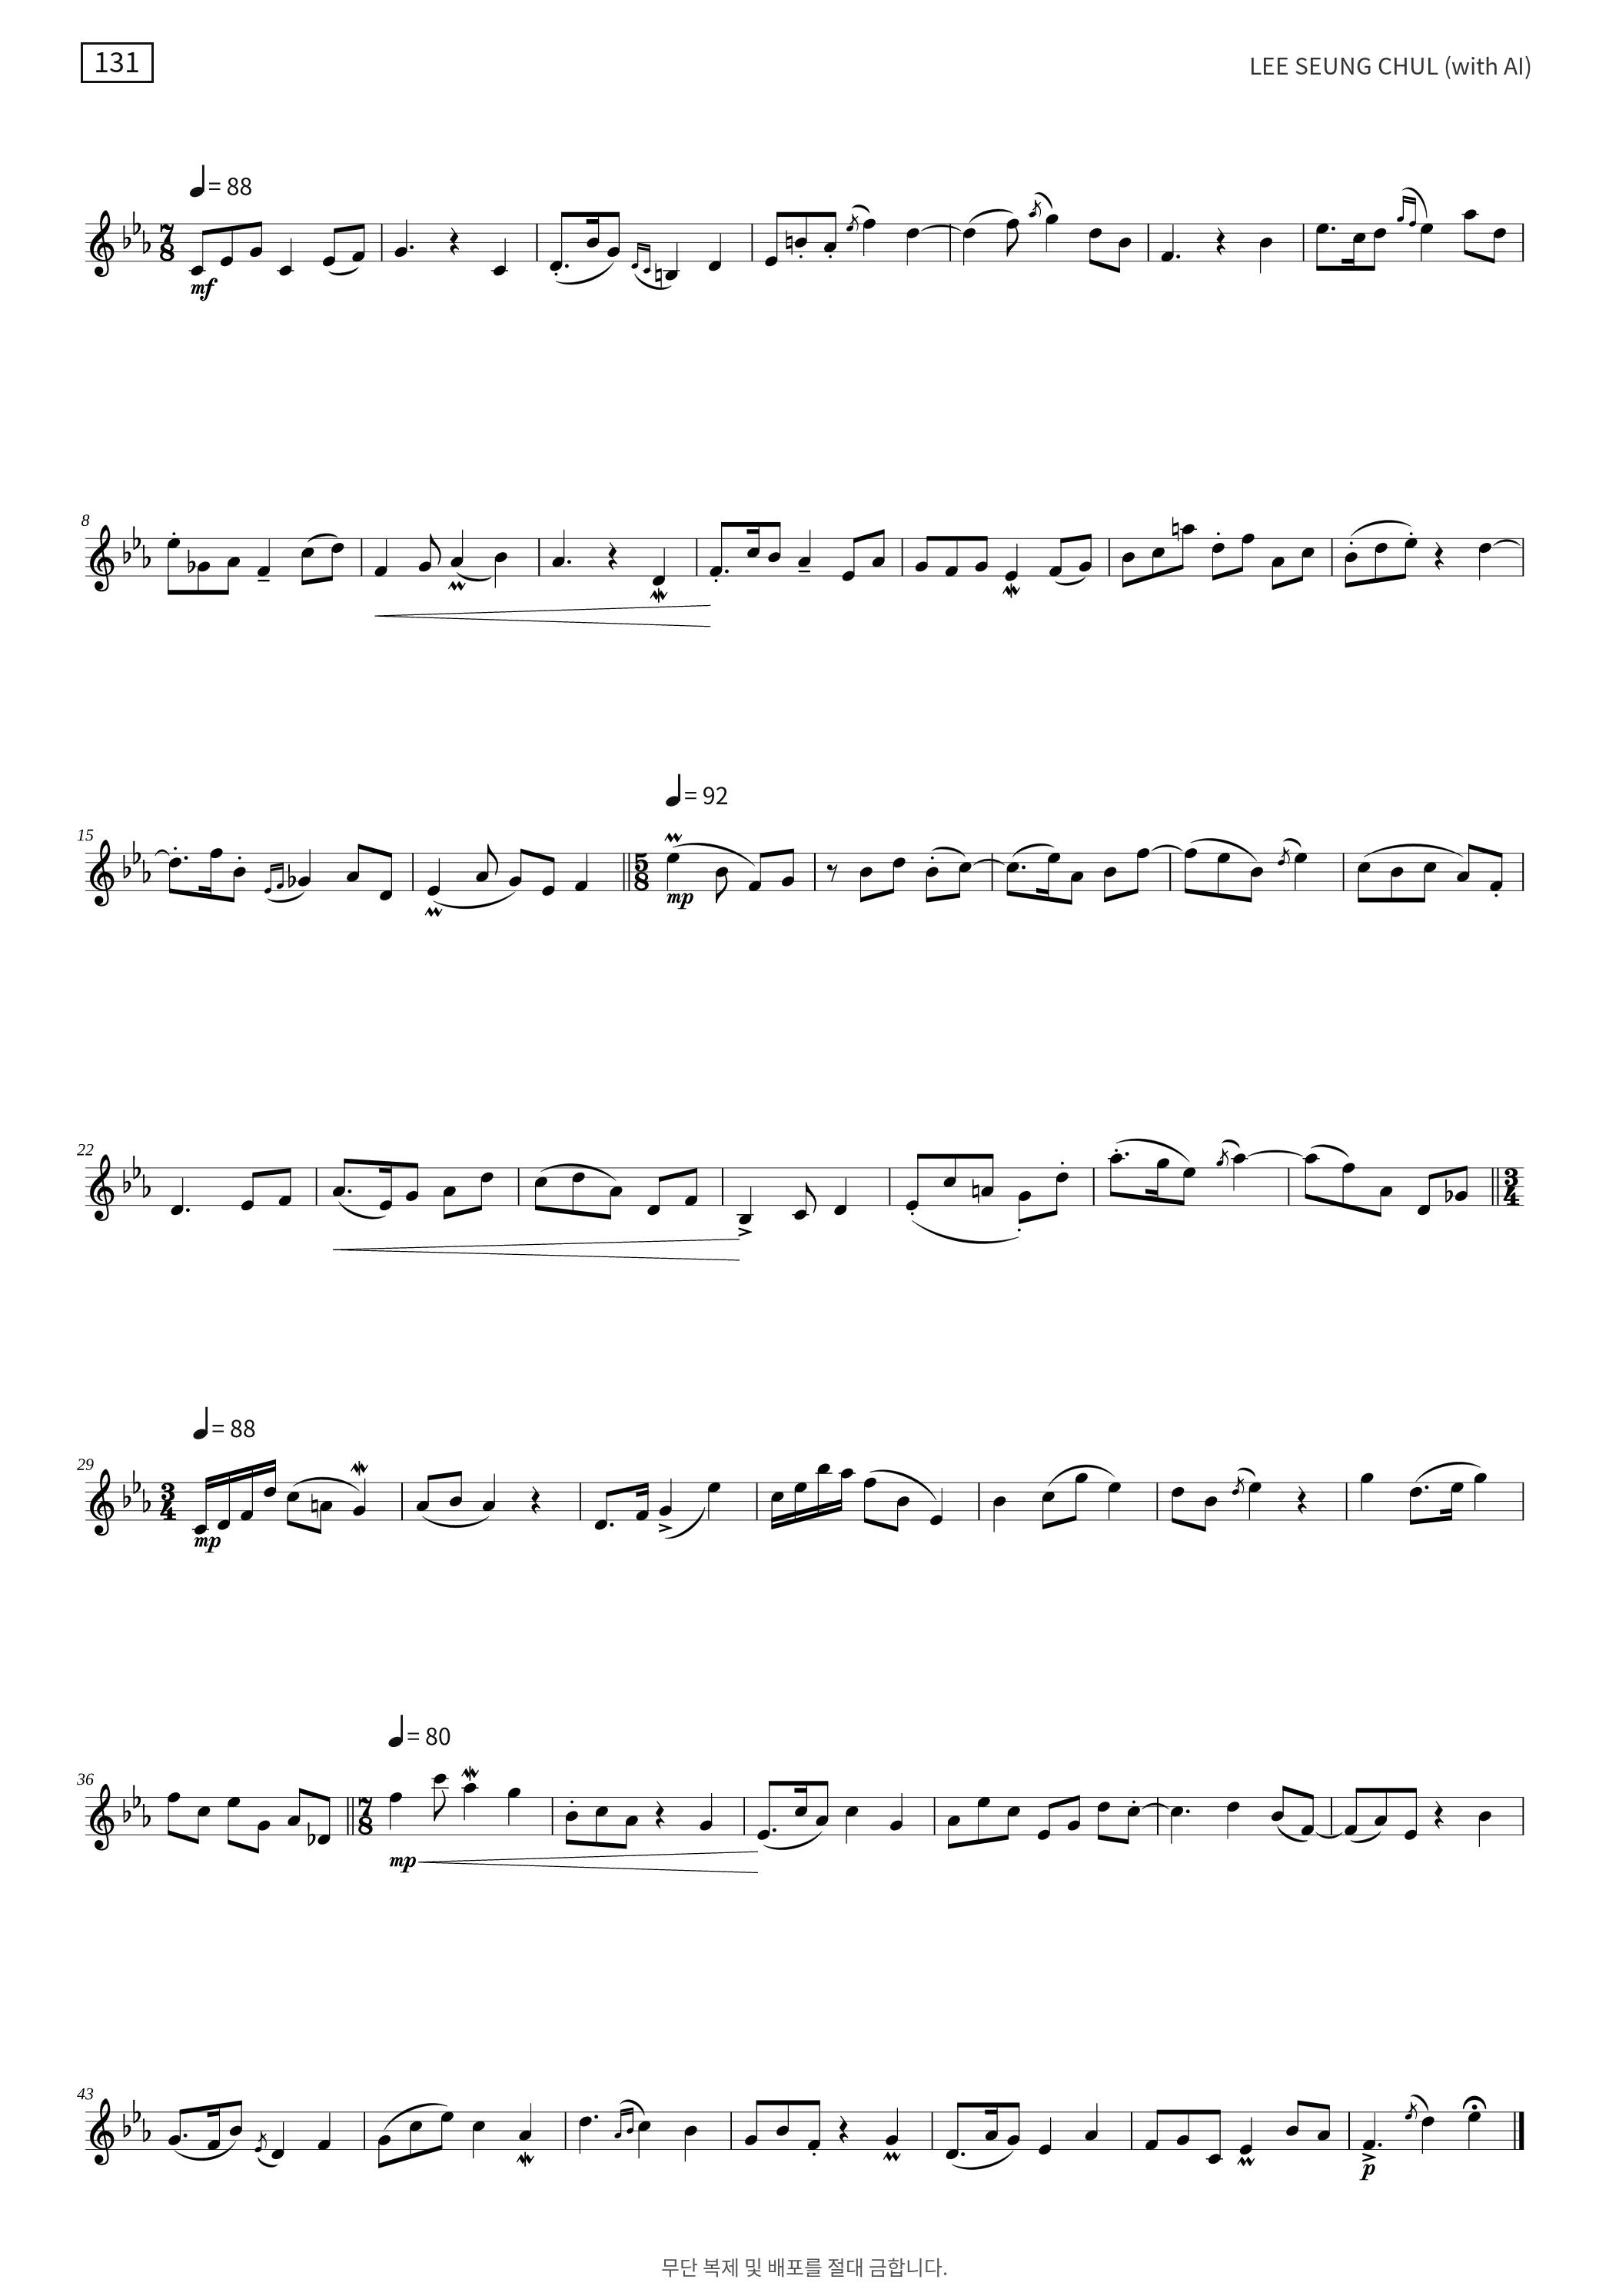 131
LEE SEUNG CHUL (with AI)
= 88
mf
8
15
= 92
mp
22
29
= 88
mp
36
= 80
mp
43
p
무단 복제 및 배포를 절대 금합니다.